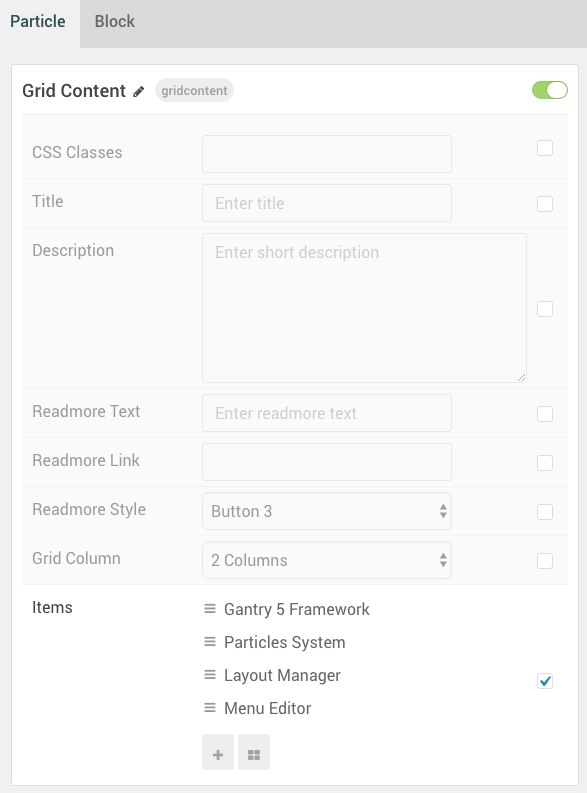 Particle Block
Grid Content gridcontent
CSS Classes
Title Enter title
Description Enter short description
Readmore Text Enter readmore text
Readmore Link
Readmore Style Button 3
Grid Column 2 Columns
Items Gantry 5 Framework
Particles System
Layout Manager
Menu Editor